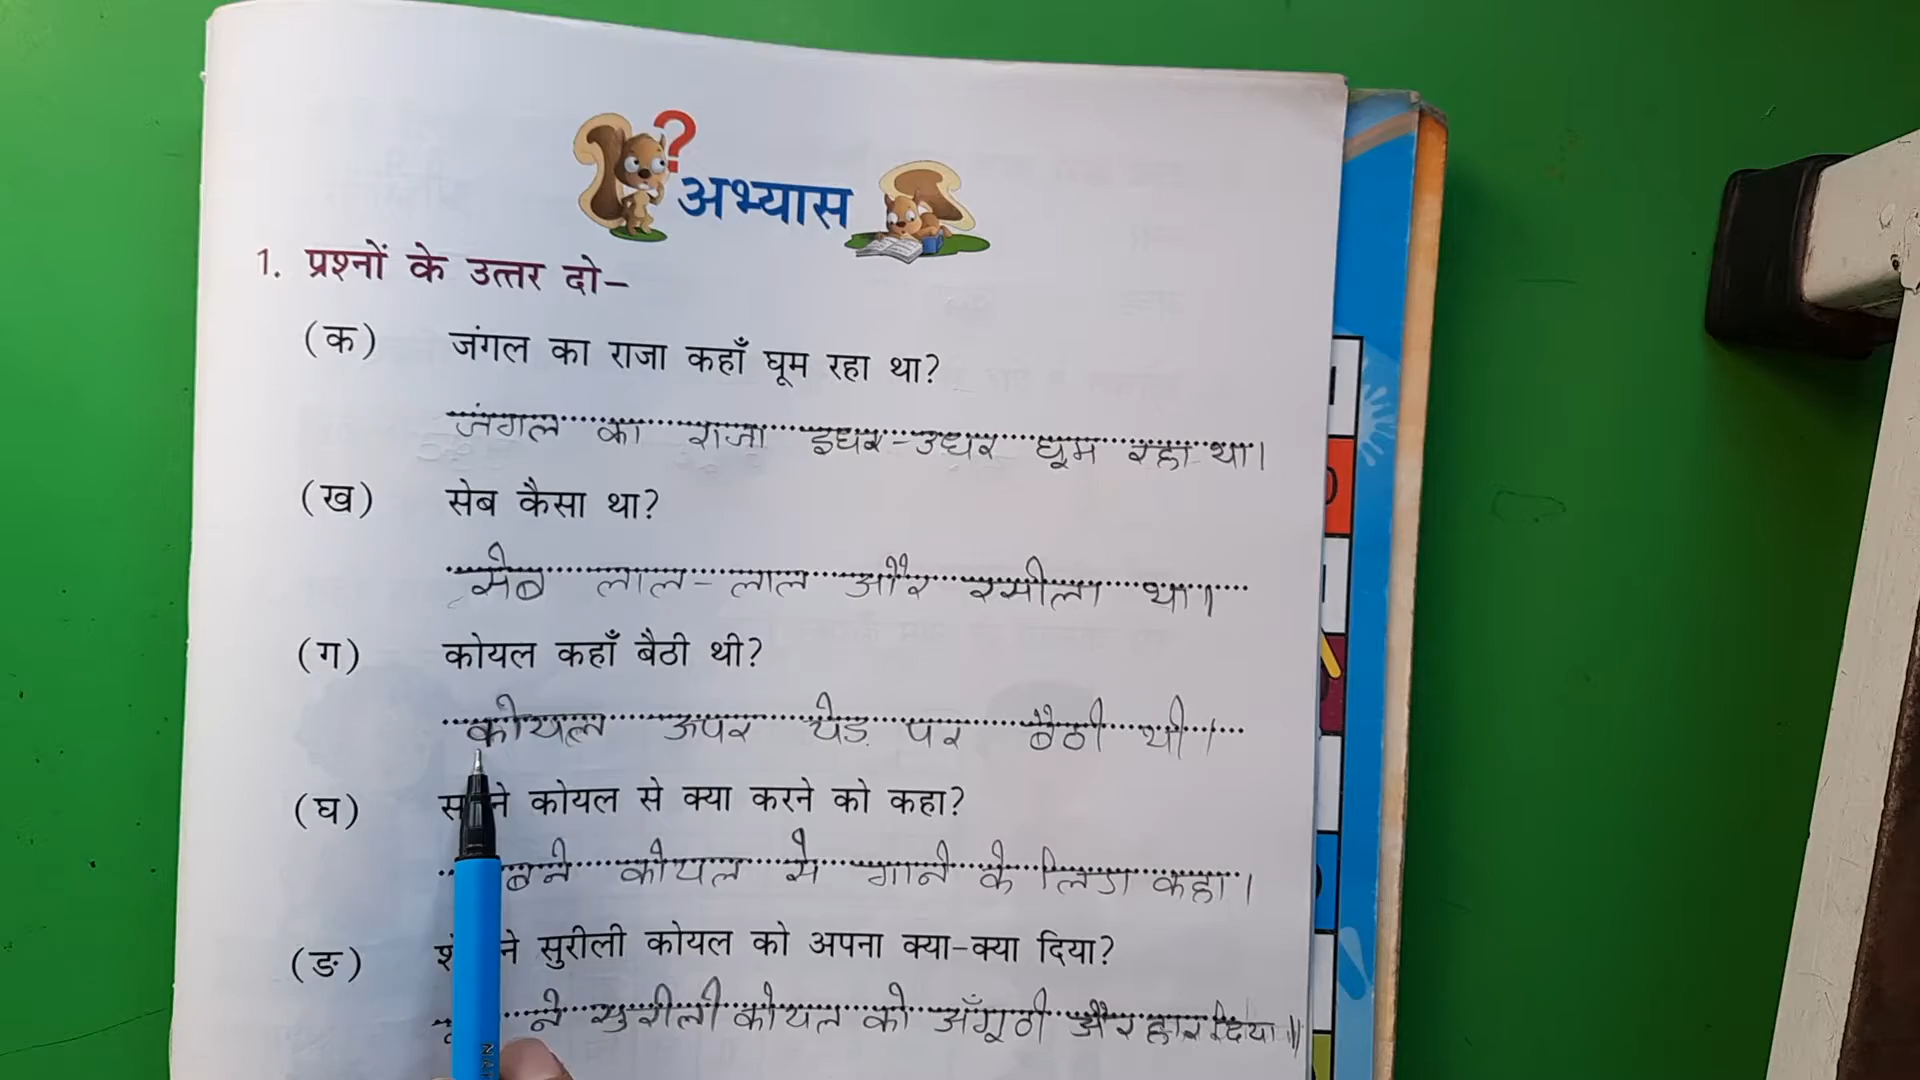 ?
अभ्यास
1. प्रश्नों के उत्तर दो–
(क) जंगल का राजा कहाँ घूम रहा था?
जंगल का राजा इधर-उधर घूम रहा था।
(ख) सेब कैसा था?
सेब लाल-लाल और रसीला था।
(ग) कोयल कहाँ बैठी थी?
कोयल ऊपर पेड़ पर बैठी थी।
(घ) कोयल से क्या करने को कहा?
कोयल से गाने के लिए कहा।
(ङ) ने सुरीली कोयल को अपना क्या-क्या दिया?
ने सुरीली कोयल को अँगूठी और हार दिया॥